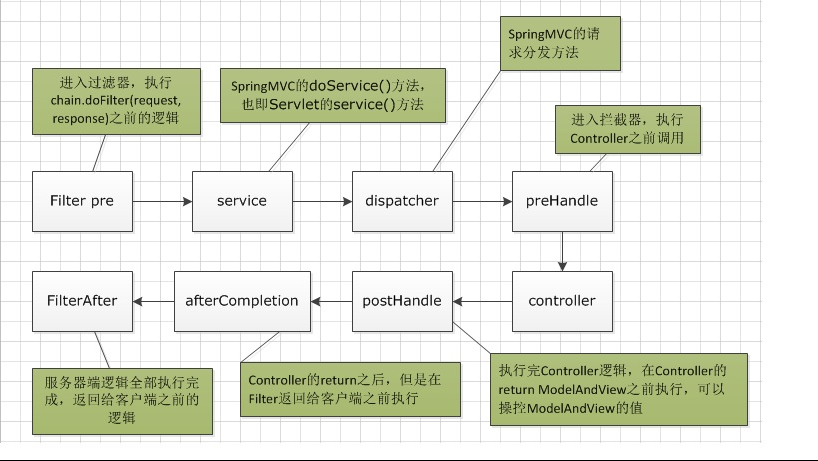 SpringMVC的请
求分发方法
进入过滤器，执行
chain.doFilter(request,
response)之前的逻辑
SpringMVC的doService()方法，
也即Servlet的service()方法
进入拦截器，执行
Controller之前调用
Filter pre
service
dispatcher
preHandle
FilterAfter
afterCompletion
postHandle
controller
服务器端逻辑全部执行完
成，返回给客户端之前的
逻辑
Controller的return之后，但是在
Filter返回给客户端之前执行
执行完Controller逻辑，在Controller的
return ModelAndView之前执行，可以
操控ModelAndView的值